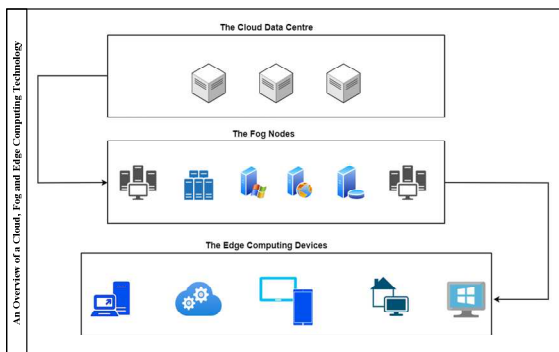 An Overview of a Cloud, Fog and Edge Computing Technology
The Cloud Data Centre
The Fog Nodes
The Edge Computing Devices